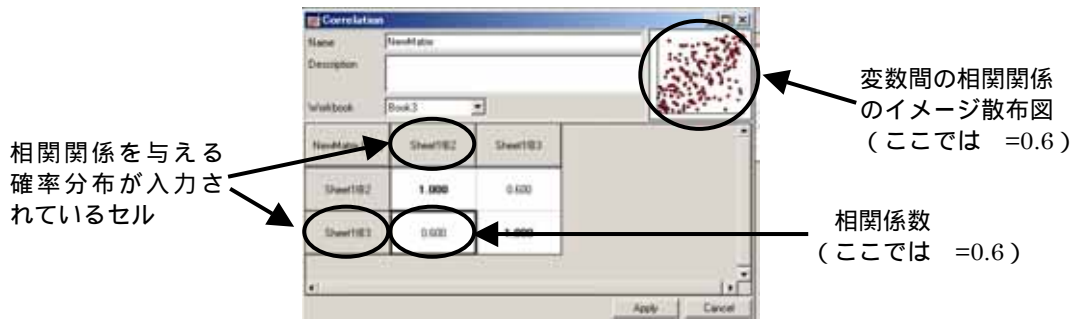 Correlation
Name NewMatrix
Description
Workbook Book3
NewMatrix Sheet1!B2 Sheet1!B3
Sheet1!B2 1.000 0.600
Sheet1!B3 0.600 1.000
Apply Cancel
変数間の相関関係
のイメージ散布図
（ここでは　=0.6）
相関関係を与える
確率分布が入力さ
れているセル
相関係数
（ここでは　=0.6）